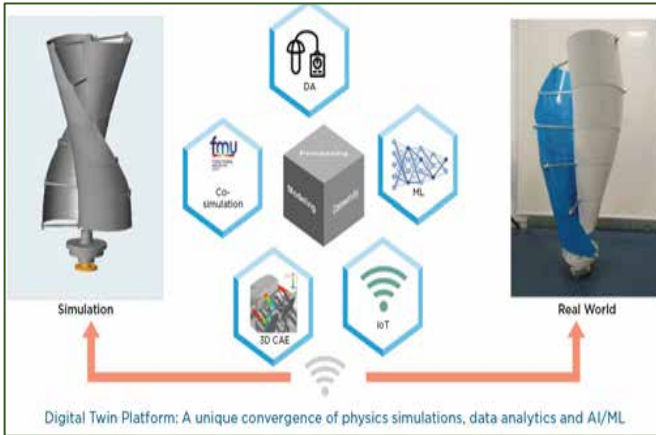 DA
fmu
Co-
simulation
Processing
Modeling
ML
3D CAE
IoT
Simulation
Real World
Digital Twin Platform: A unique convergence of physics simulations, data analytics and AI/ML